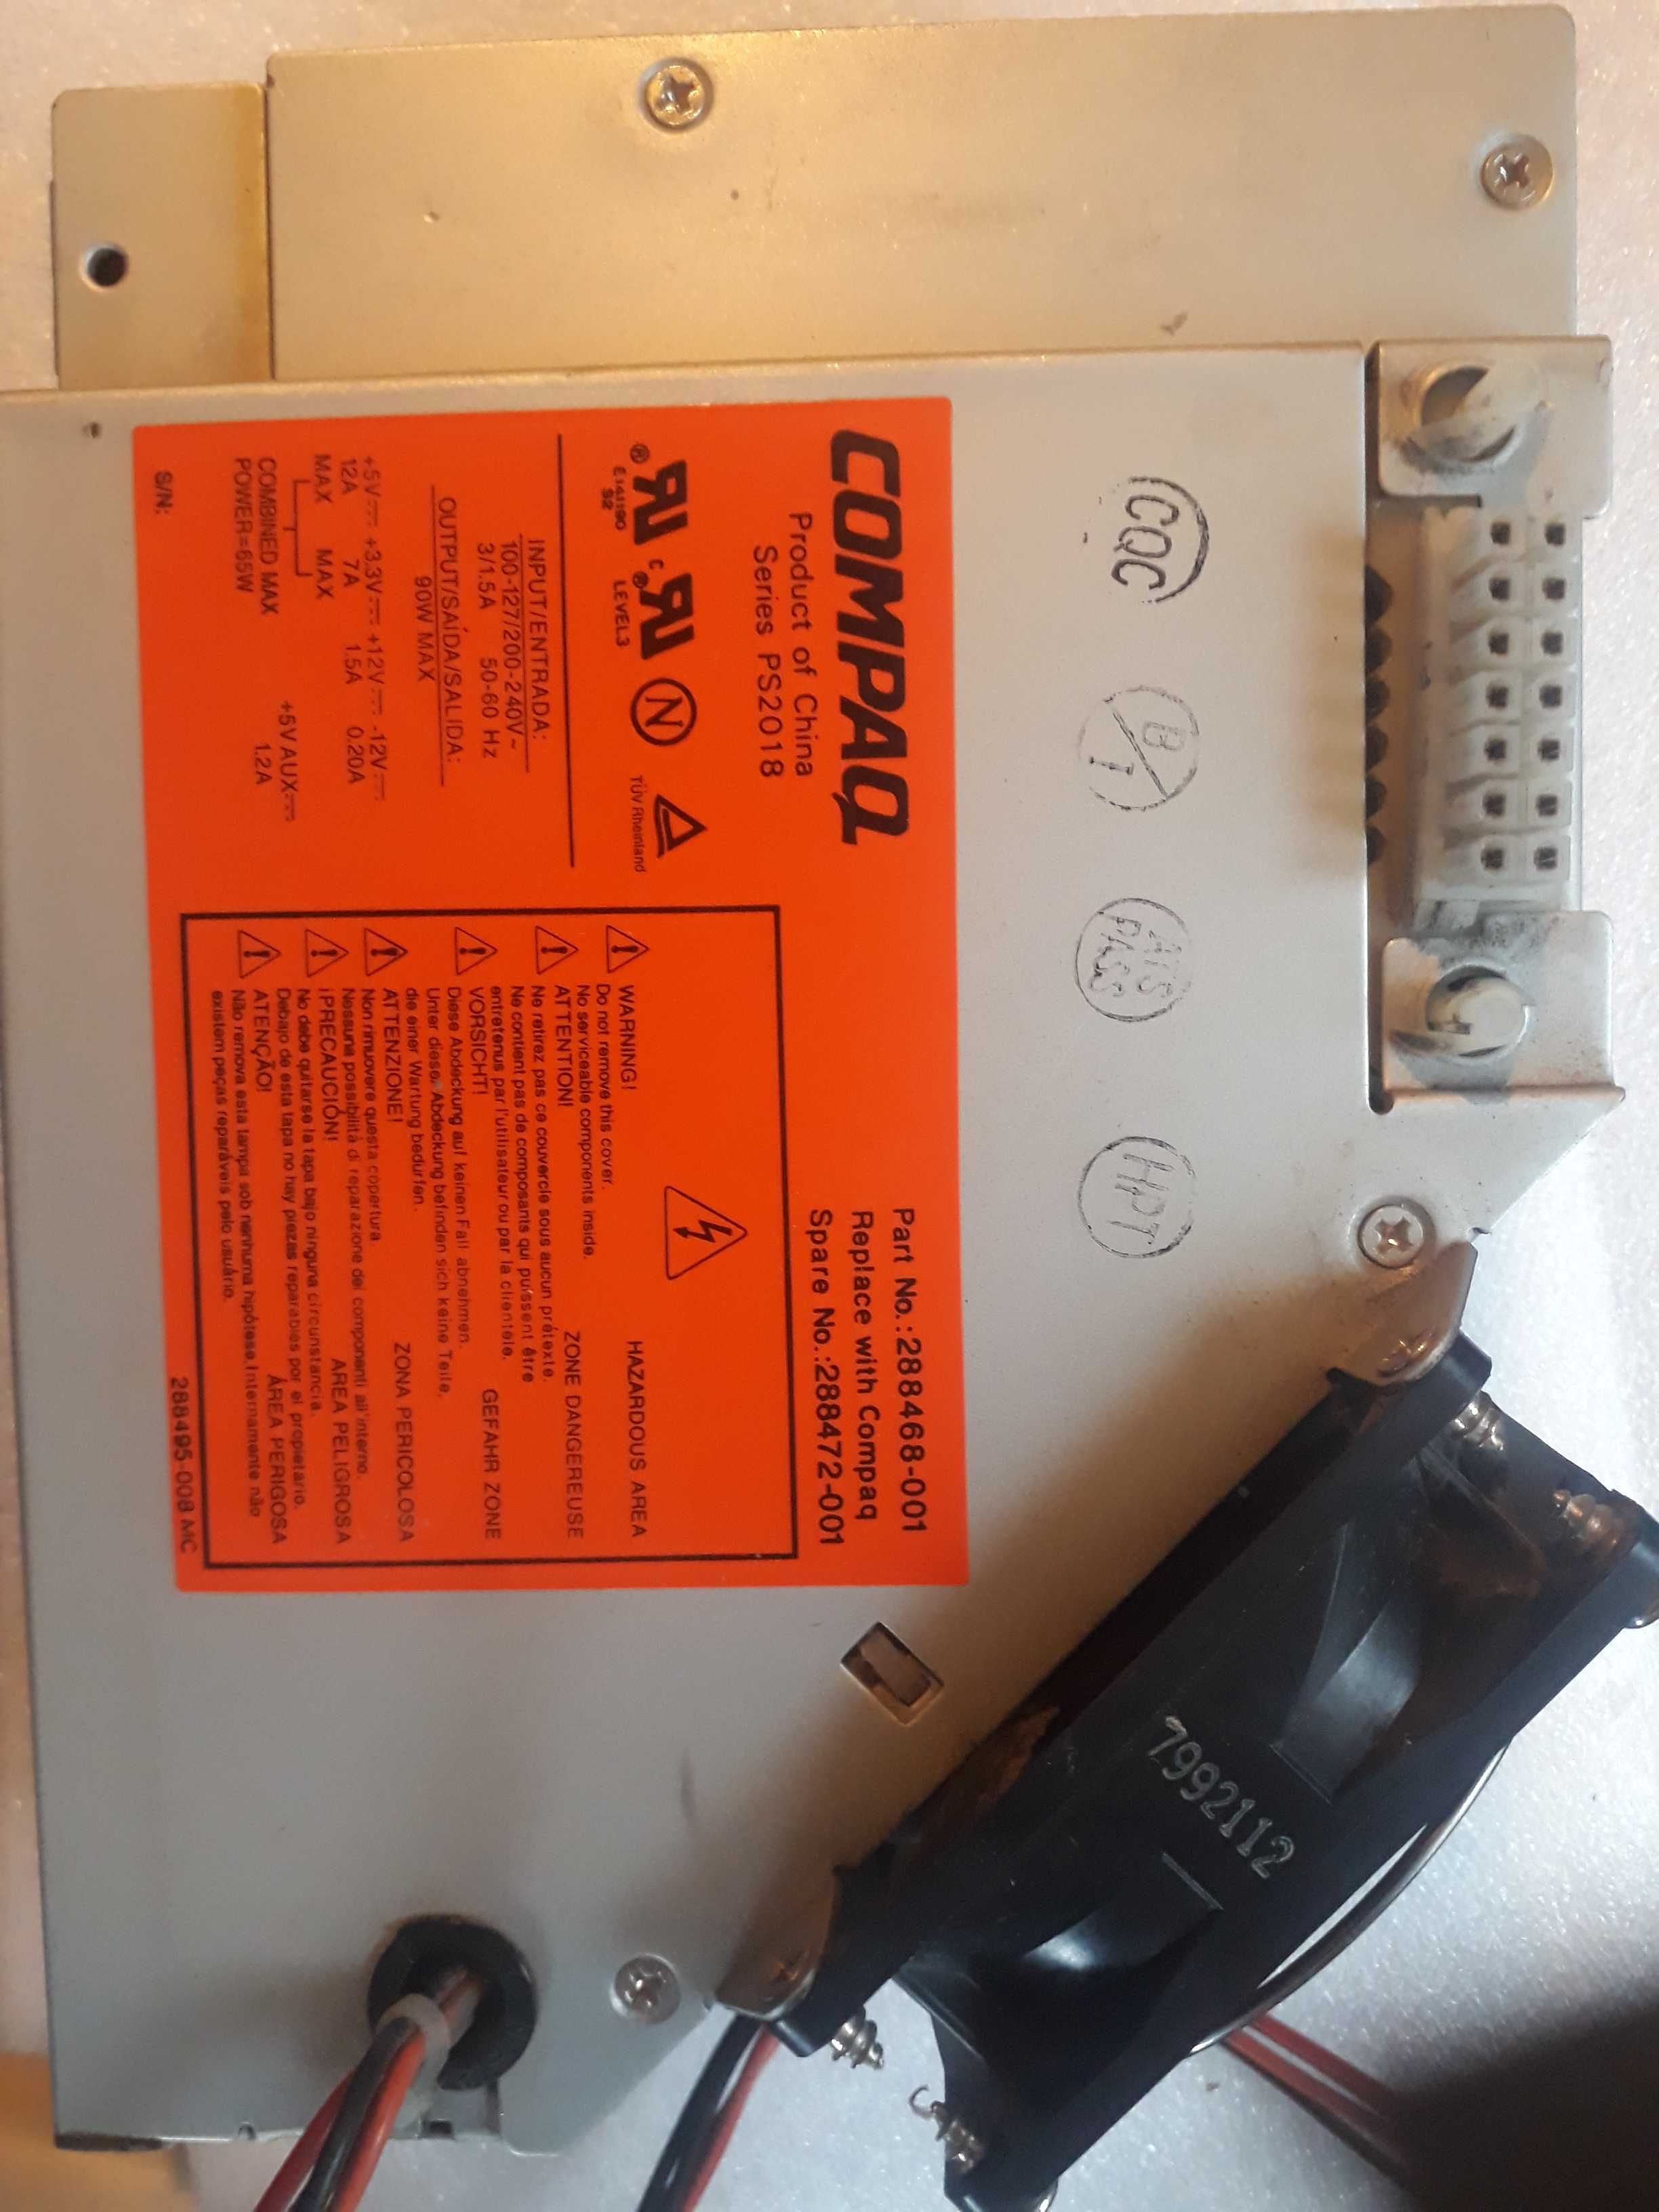 CQC
B/1
ATS
PASS
HPT
COMPAQ
Product of China
Series PS2018
Part No.:288468-001
Replace with Compaq
Spare No.:288472-001
E141190
S2
LEVEL3
N
TÜV Rheinland
INPUT/ENTRADA:
100-127/200-240V~
3/1.5A 50-60 Hz
OUTPUT/SAÍDA/SALIDA:
90W MAX
+5V +3.3V +12V -12V
12A 7A 1.5A 0.20A
MAX MAX
+5V AUX
1.2A
COMBINED MAX
POWER=65W
S/N:
WARNING! HAZARDOUS AREA
Do not remove this cover.
No serviceable components inside.
ATTENTION! ZONE DANGEREUSE
Ne retirez pas ce couvercle sous aucun prétexte.
Ne contient pas de composants qui puissent être
entretenus par l'utilisateur ou par la clientele.
VORSICHT! GEFAHR ZONE
Diese Abdeckung auf keinen Fall abnehmen.
Unter dieser Abdeckung befinden sich keine Teile,
die einer Wartung bedurfen.
ATTENZIONE! ZONA PERICOLOSA
Non rimuovere questa copertura
Nessuna possibilità di reparazione dei componenti all'interno.
¡PRECAUCIÓN! ÁREA PELIGROSA
No debe quitarse la tapa bajo ninguna circunstancia.
Debajo de esta tapa no hay piezas reparables por el propietario.
ATENÇÃO! ÁREA PERIGOSA
Não remova esta tampa sob nenhuma hipótese. Internamente não
existem peças reparáveis pelo usuário.
288495-008 MC
7992112